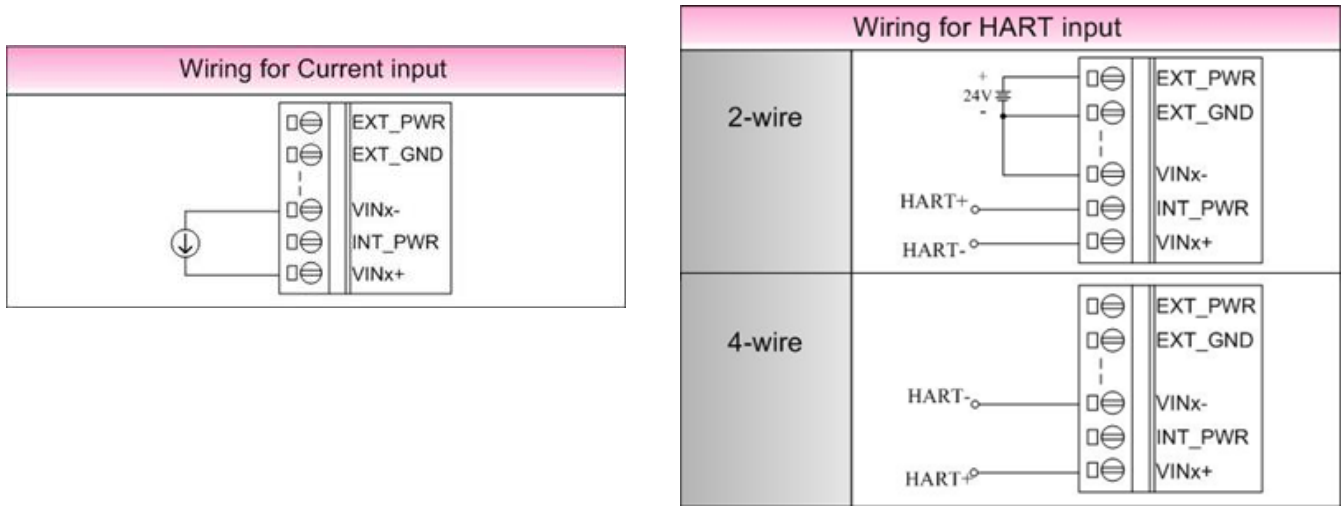 Wiring for Current input
EXT_PWR
EXT_GND
VINx-
INT_PWR
VINx+
Wiring for HART input
2-wire
+
24V
-
EXT_PWR
EXT_GND
VINx-
HART+
INT_PWR
HART-
VINx+
4-wire
EXT_PWR
EXT_GND
HART-
VINx-
INT_PWR
HART+
VINx+